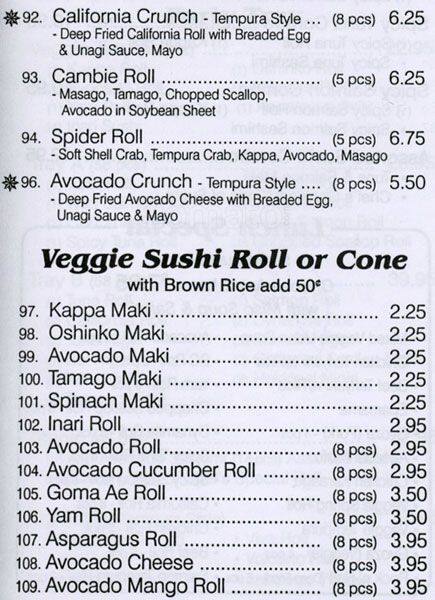 ✵92. California Crunch - Tempura Style ... (8 pcs) 6.25
- Deep Fried California Roll with Breaded Egg
& Unagi Sauce, Mayo
93. Cambie Roll ................................ (5 pcs) 6.25
- Masago, Tamago, Chopped Scallop,
Avocado in Soybean Sheet
94. Spider Roll .................................. (5 pcs) 6.75
- Soft Shell Crab, Tempura Crab, Kappa, Avocado, Masago
✵96. Avocado Crunch - Tempura Style .... (8 pcs) 5.50
- Deep Fried Avocado Cheese with Breaded Egg,
Unagi Sauce & Mayo
Veggie Sushi Roll or Cone
with Brown Rice add 50¢
97. Kappa Maki ........................................ 2.25
98. Oshinko Maki ..................................... 2.25
99. Avocado Maki .................................... 2.25
100. Tamago Maki .................................... 2.25
101. Spinach Maki ..................................... 2.25
102. Inari Roll ............................................. 2.95
103. Avocado Roll ............................. (8 pcs) 2.95
104. Avocado Cucumber Roll ............ (8 pcs) 2.95
105. Goma Ae Roll ............................ (8 pcs) 3.50
106. Yam Roll .................................... (8 pcs) 3.50
107. Asparagus Roll .......................... (8 pcs) 3.95
108. Avocado Cheese ....................... (8 pcs) 3.95
109. Avocado Mango Roll ................. (8 pcs) 3.95